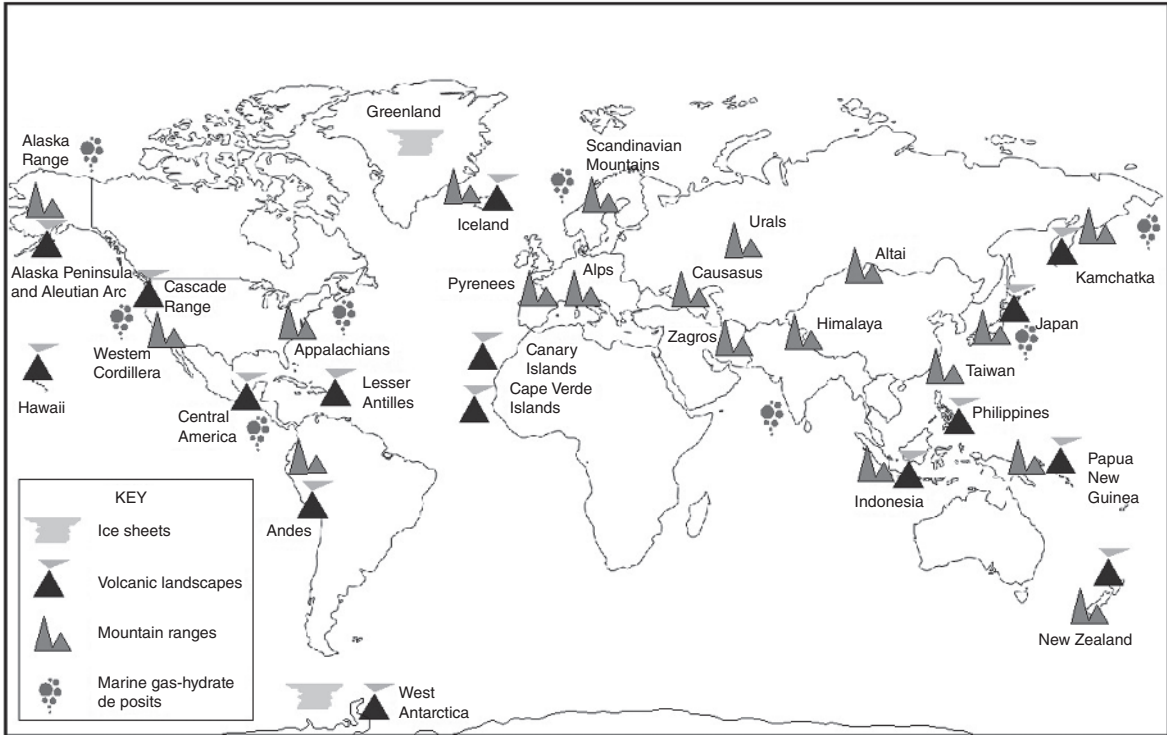 Greenland
Alaska
Range
Scandinavian
Mountains
Iceland
Urals
Altai
Alaska Peninsula
and Aleutian Arc
Cascade
Range
Pyrenees
Alps
Causasus
Kamchatka
Westem
Cordillera
Appalachians
Zagros
Himalaya
Japan
Hawaii
Canary
Islands
Taiwan
Central
America
Lesser
Antilles
Cape Verde
Islands
Philippines
Andes
Indonesia
Papua
New
Guinea
New Zealand
West
Antarctica
KEY
Ice sheets
Volcanic landscapes
Mountain ranges
Marine gas-hydrate
de posits